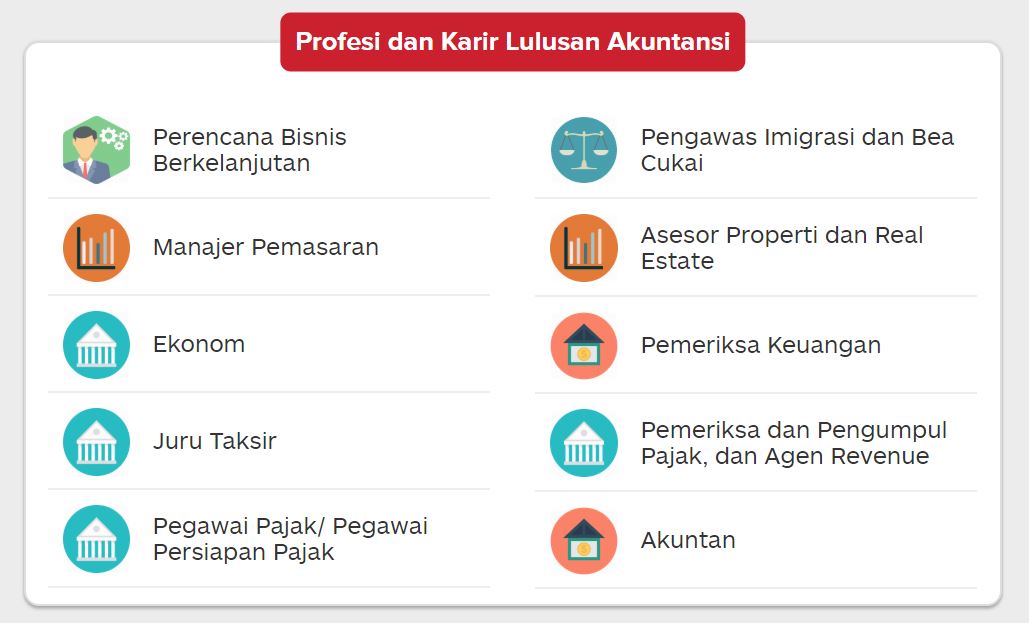 Profesi dan Karir Lulusan Akuntansi
Perencana Bisnis
Berkelanjutan
Manajer Pemasaran
Ekonom
Juru Taksir
Pegawai Pajak/ Pegawai
Persiapan Pajak
Pengawas Imigrasi dan Bea
Cukai
Asesor Properti dan Real
Estate
Pemeriksa Keuangan
Pemeriksa dan Pengumpul
Pajak, dan Agen Revenue
Akuntan